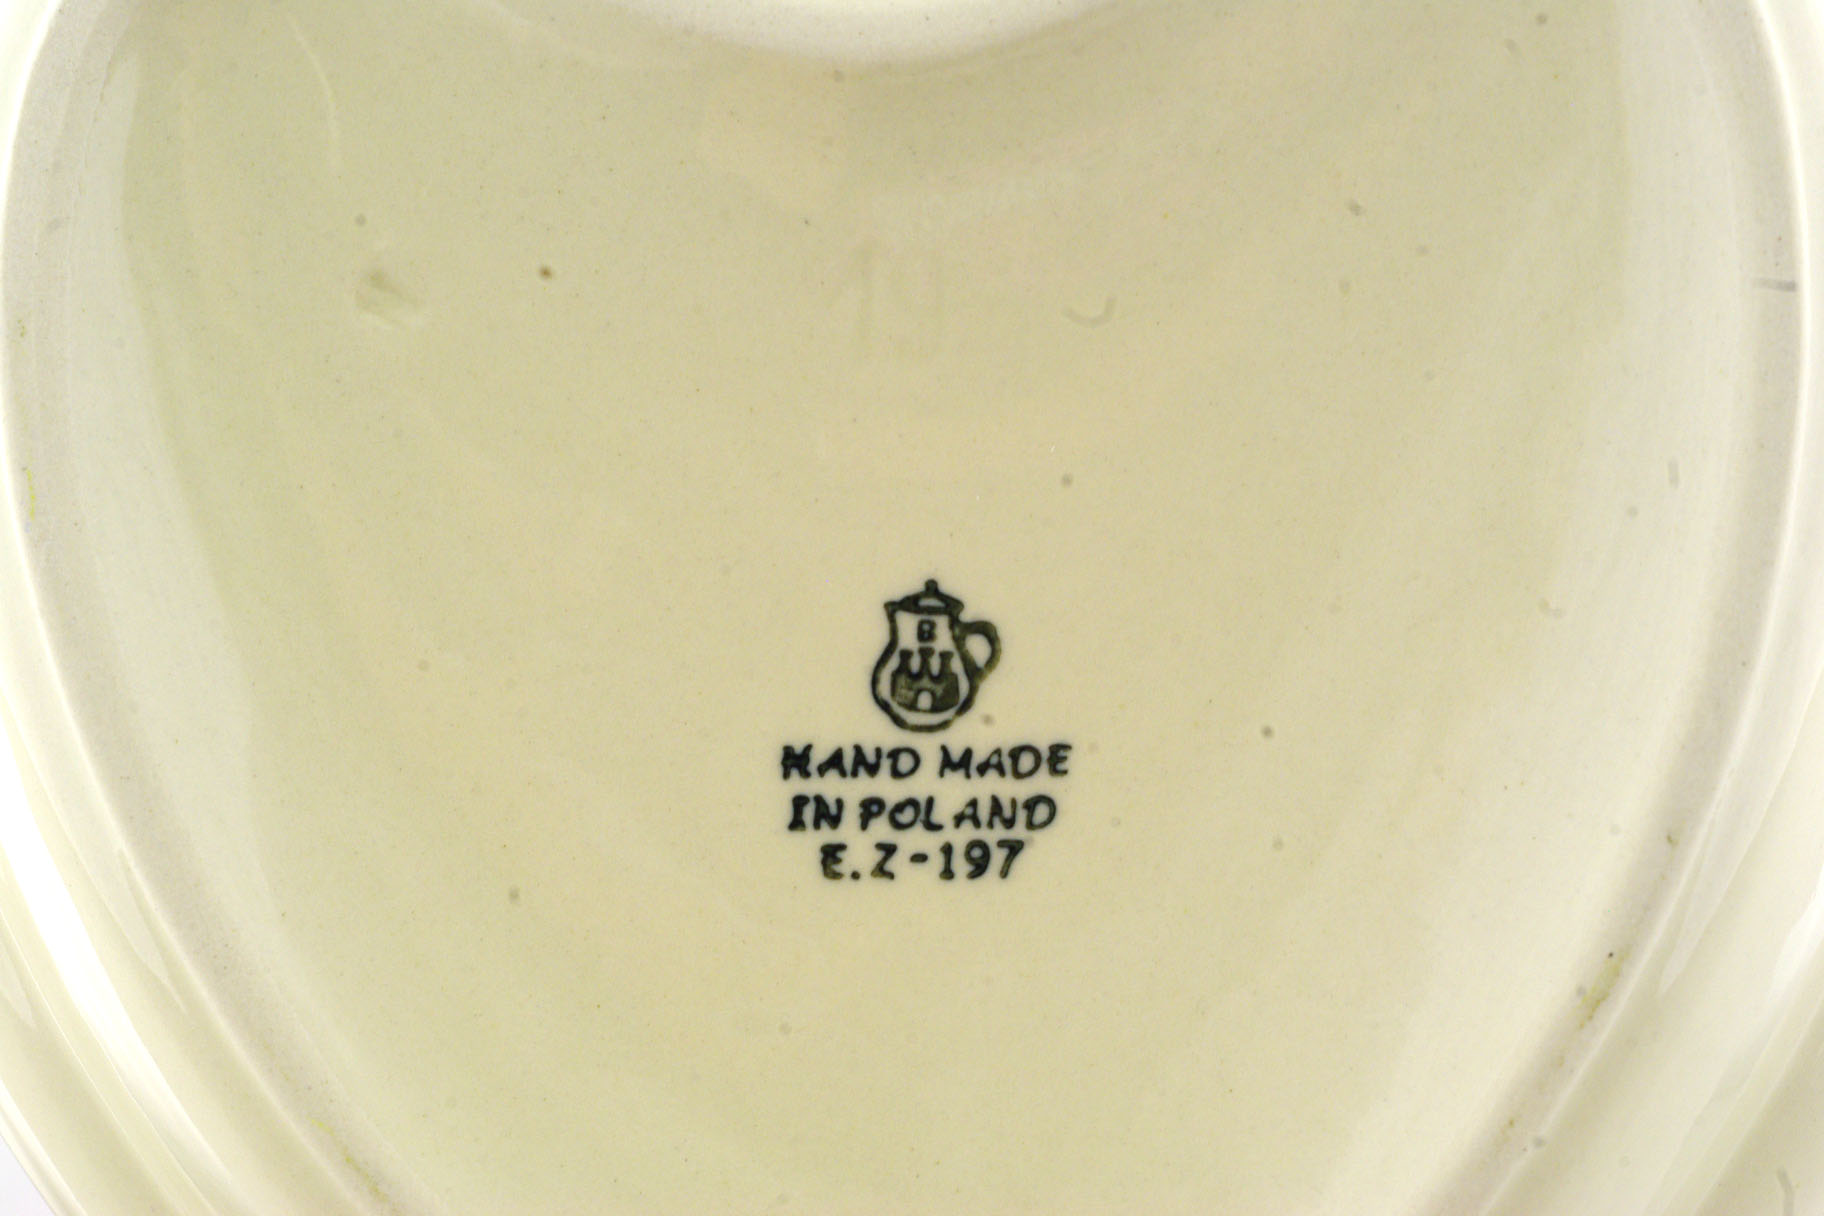 B
HAND MADE
IN POLAND
E.Z-197